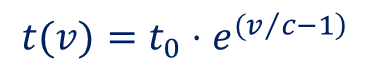 t(v) = t₀ · e^(v/c−1)